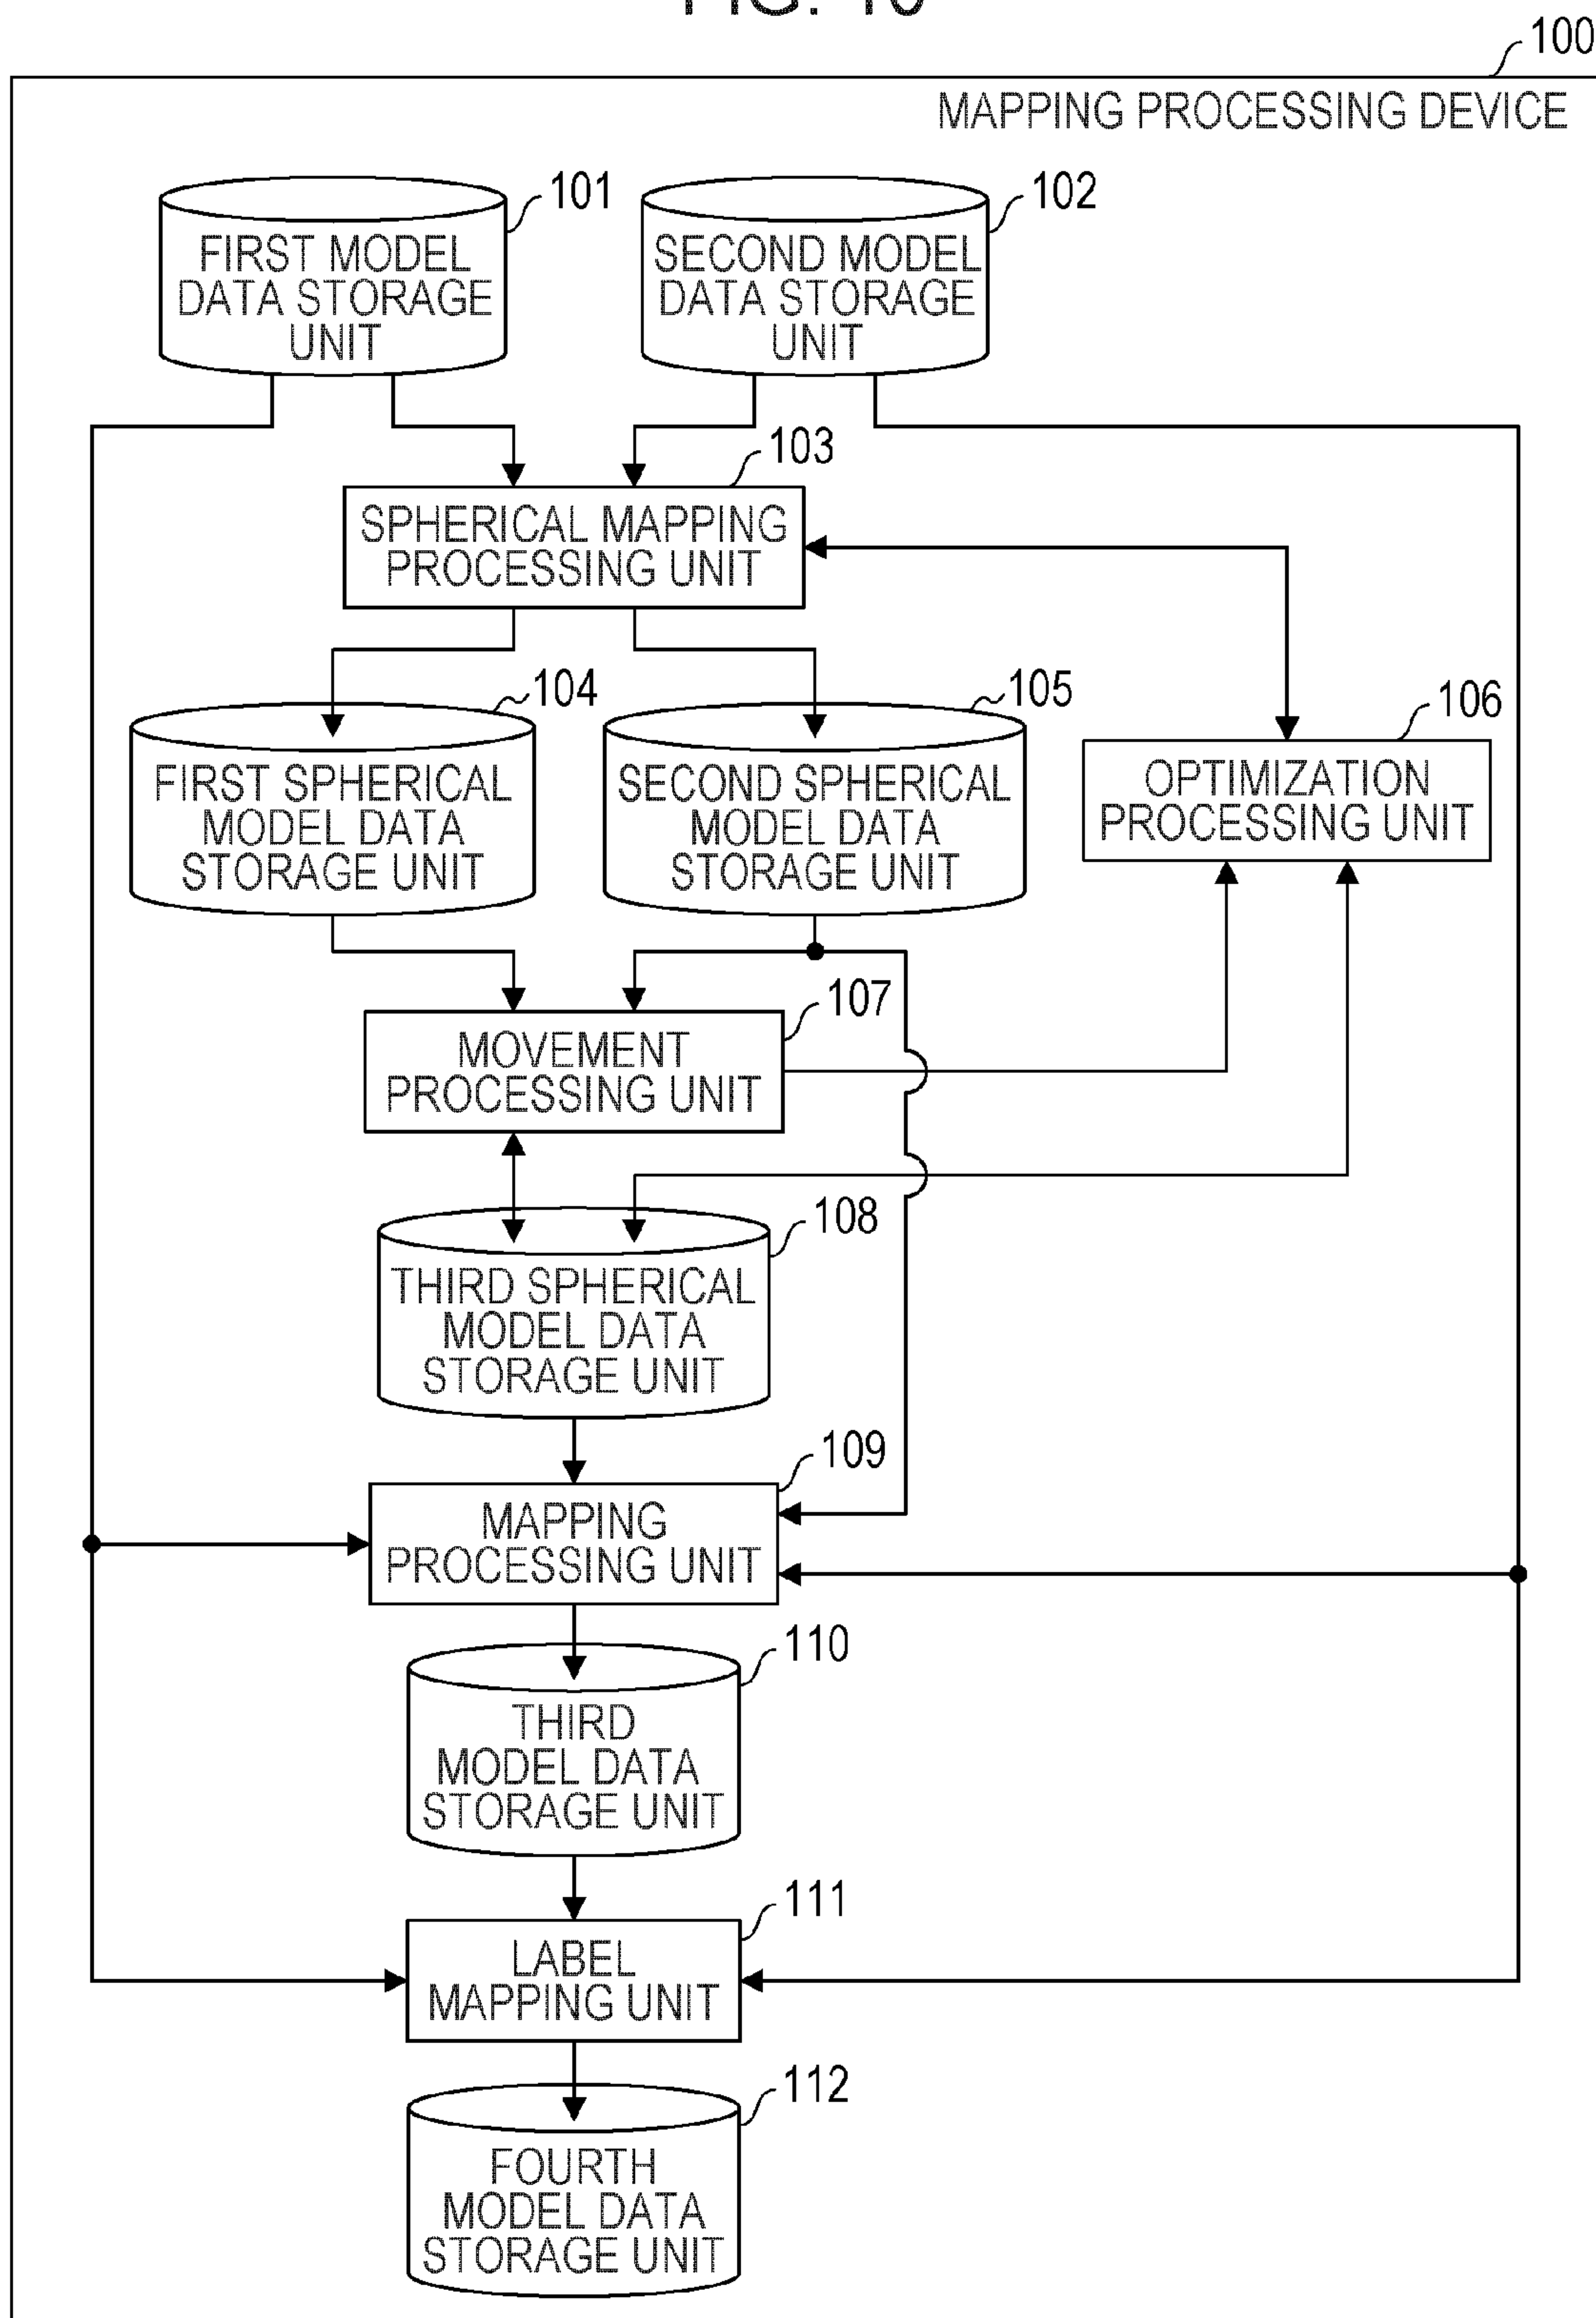 100
MAPPING PROCESSING DEVICE
101
FIRST MODEL
DATA STORAGE
UNIT
102
SECOND MODEL
DATA STORAGE
UNIT
103
SPHERICAL MAPPING
PROCESSING UNIT
104
FIRST SPHERICAL
MODEL DATA
STORAGE UNIT
105
SECOND SPHERICAL
MODEL DATA
STORAGE UNIT
106
OPTIMIZATION
PROCESSING UNIT
107
MOVEMENT
PROCESSING UNIT
108
THIRD SPHERICAL
MODEL DATA
STORAGE UNIT
109
MAPPING
PROCESSING UNIT
110
THIRD
MODEL DATA
STORAGE UNIT
111
LABEL
MAPPING UNIT
112
FOURTH
MODEL DATA
STORAGE UNIT